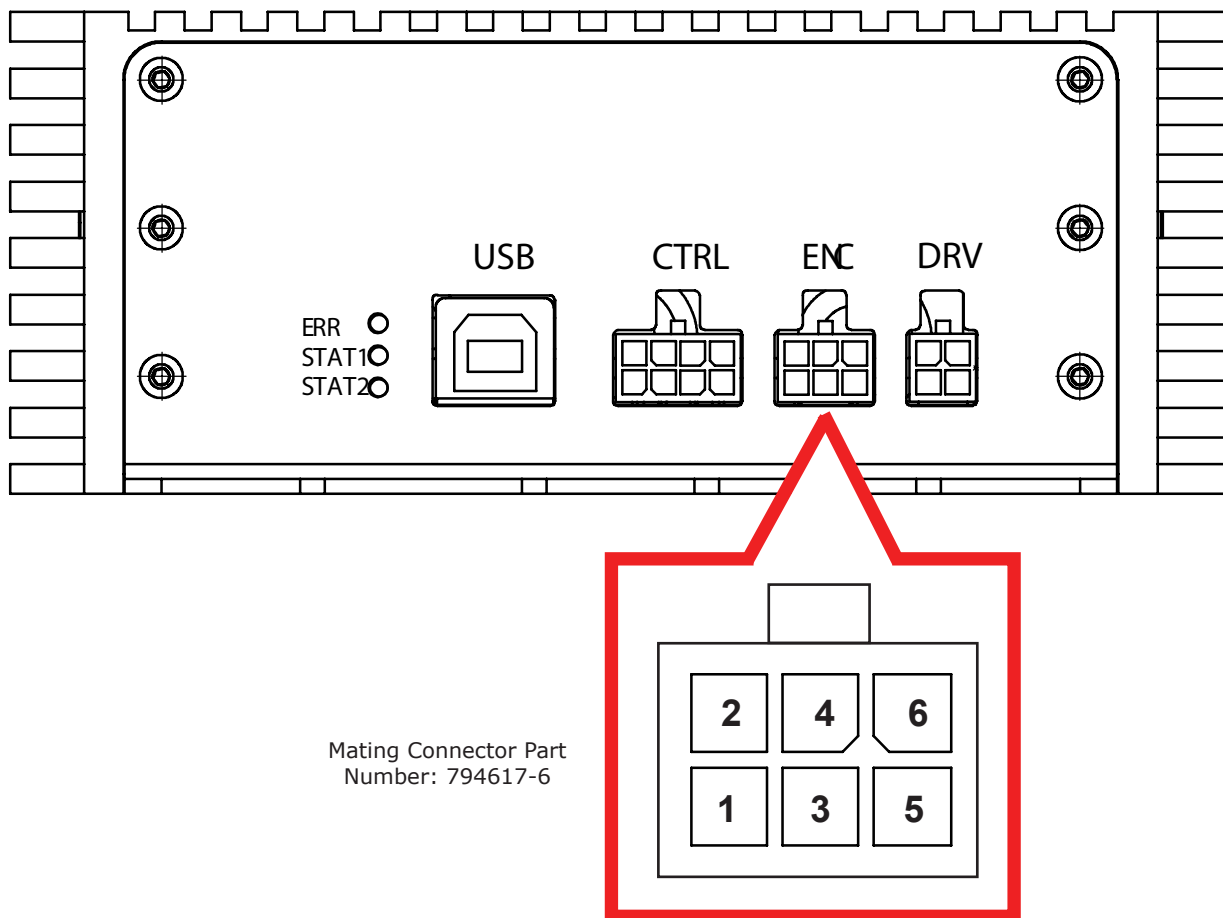 USB CTRL ENC DRV
ERR
STAT1
STAT2
2 4 6
1 3 5
Mating Connector Part
Number: 794617-6